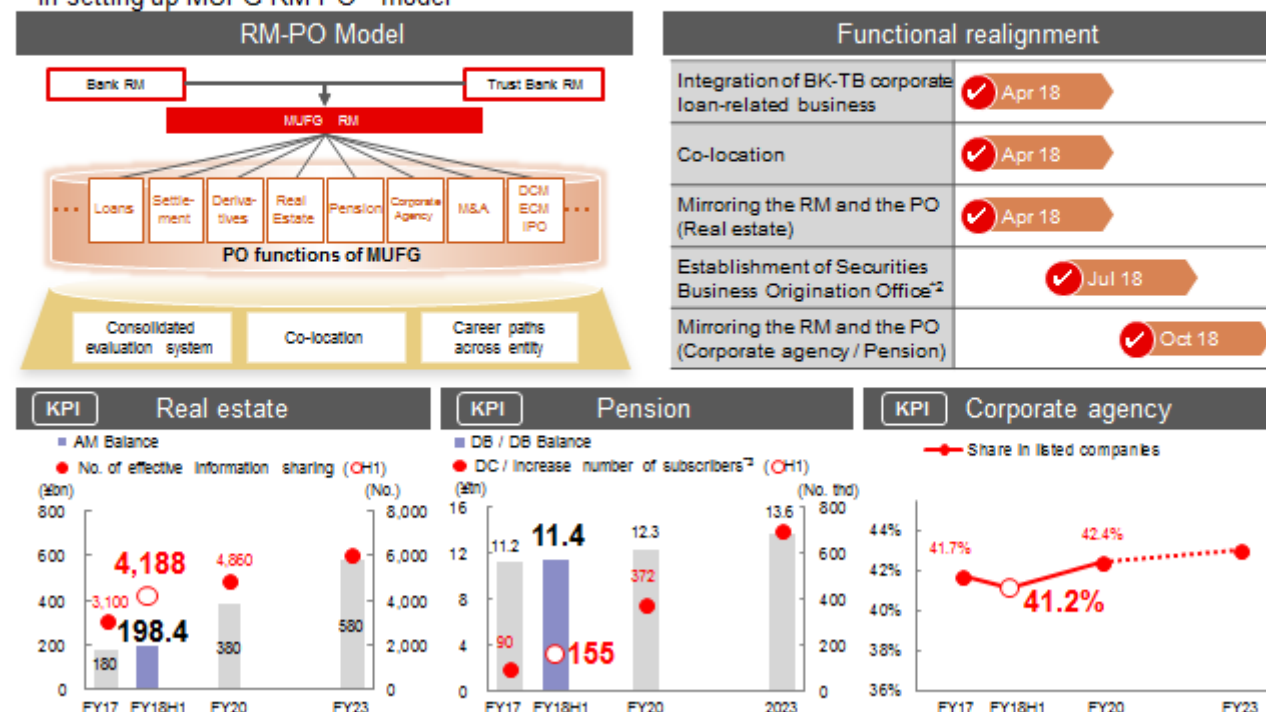 in setting up MUFG RM-PO model
RM-PO Model
Bank RM
Trust Bank RM
MUFG RM
...
Loans
Settle-
ment
Deriva-
tives
Real
Estate
Pension
Corporate
Agency
M&A
DCM
ECM
IPO
...
PO functions of MUFG
Consolidated
evaluation system
Co-location
Career paths
across entity
Functional realignment
Integration of BK-TB corporate
loan-related business
Apr 18
Co-location
Apr 18
Mirroring the RM and the PO
(Real estate)
Apr 18
Establishment of Securities
Business Origination Office*2
Jul 18
Mirroring the RM and the PO
(Corporate agency / Pension)
Oct 18
KPI Real estate
AM Balance
No. of effective information sharing (OH1)
(¥bn)
(No.)
800
600
400
200
0
8,000
6,000
4,000
2,000
0
3,100
4,188
4,860
180
198.4
380
580
FY17 FY18H1 FY20 FY23
KPI Pension
DB / DB Balance
DC / Increase number of subscribers*3 (OH1)
(¥tn)
(No. thd)
16
12
8
4
0
800
600
400
200
0
11.2
11.4
12.3
13.6
90
155
372
FY17 FY18H1 FY20 2023
KPI Corporate agency
Share in listed companies
44%
42%
40%
38%
36%
41.7%
41.2%
42.4%
FY17 FY18H1 FY20 FY23